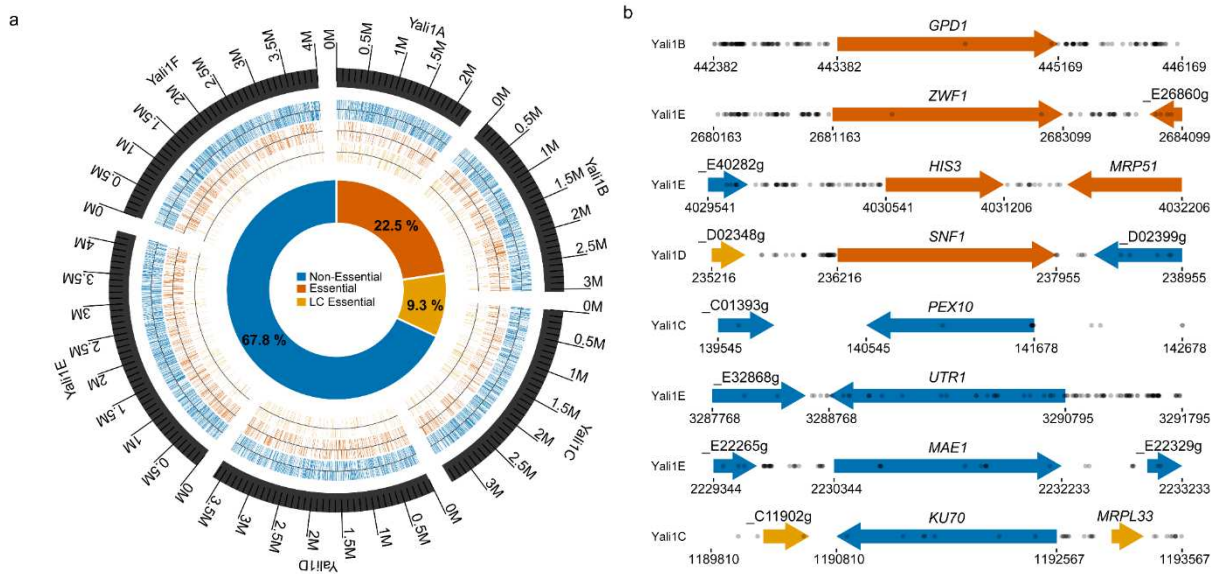 a
Yali1A
0M
0.5M
1M
1.5M
2M
Yali1B
0M
0.5M
1M
1.5M
2M
2.5M
3M
Yali1C
0M
0.5M
1M
1.5M
2M
2.5M
3M
Yali1D
0M
0.5M
1M
1.5M
2M
2.5M
3M
3.5M
Yali1E
0M
0.5M
1M
1.5M
2M
2.5M
3M
3.5M
4M
Yali1F
0M
0.5M
1M
1.5M
2M
2.5M
3M
3.5M
4M
22.5 %
9.3 %
67.8 %
Non-Essential
Essential
LC Essential
b
GPD1
Yali1B
442382 443382 445169 446169
ZWF1 _E26860g
Yali1E
2680163 2681163 2683099 2684099
_E40282g HIS3 MRP51
Yali1E
4029541 4030541 4031206 4032206
_D02348g SNF1 _D02399g
Yali1D
235216 236216 237955 238955
_C01393g PEX10
Yali1C
139545 140545 141678 142678
_E32868g UTR1
Yali1E
3287768 3288768 3290795 3291795
_E22265g MAE1 _E22329g
Yali1E
2229344 2230344 2232233 2233233
_C11902g KU70 MRPL33
Yali1C
1189810 1190810 1192567 1193567